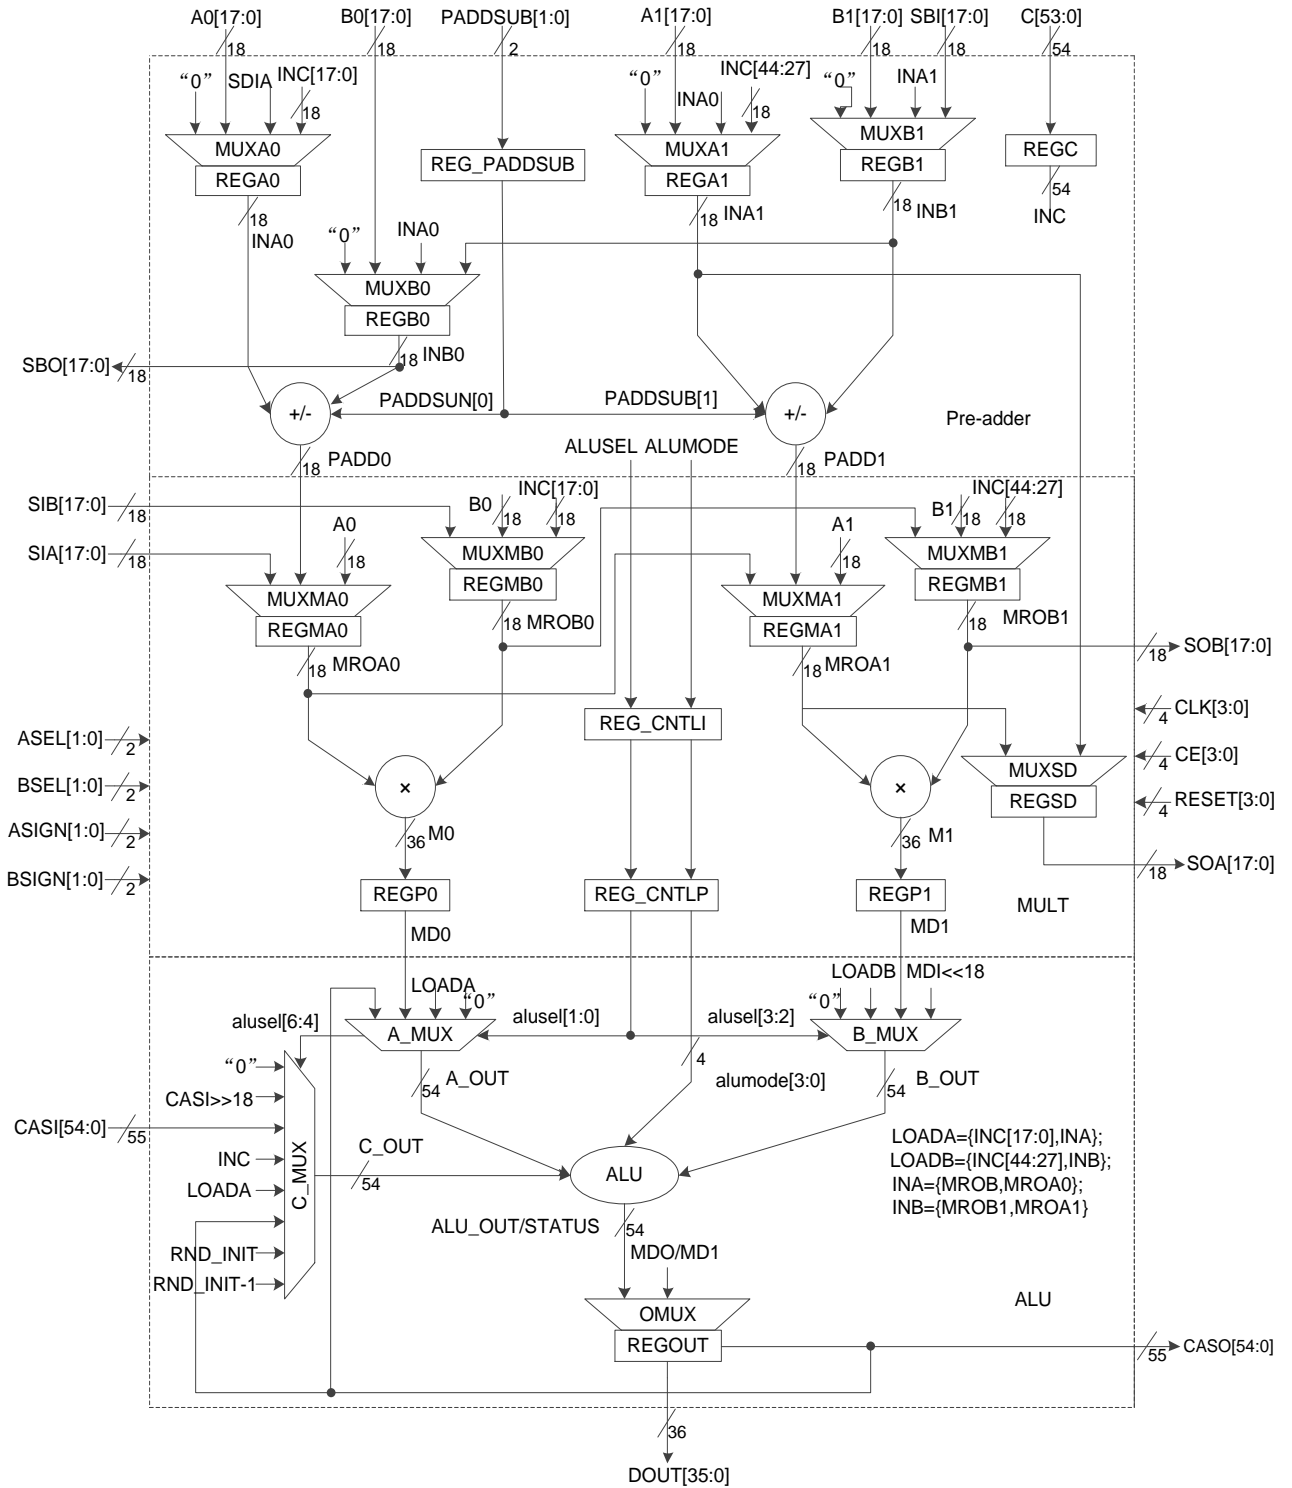 A0[17:0] B0[17:0] PADDSUB[1:0] A1[17:0] B1[17:0] SBI[17:0] C[53:0]
18 18 2 18 18 18 54
“0” SDIA INC[17:0] “0” INA0 INC[44:27] “0” INA1
18 18
MUXA0 MUXA1 MUXB1 REGC
REGA0 REG_PADDSUB REGA1 REGB1
18 18 18 54
INA0 INA1 INB1 INC
“0” INA0
MUXB0
REGB0
18 INB0
SBO[17:0] 18
PADDSUN[0] PADDSUB[1]
+/- +/-
Pre-adder
ALUSEL ALUMODE
18 PADD0 18 PADD1
SIB[17:0] 18 B0 18 INC[17:0] 18 B1 18 INC[44:27] 18
SIA[17:0] 18 A0 18 A1 18
MUXMB0 MUXMB1
REGMB0 REGMB1
MUXMA0 MUXMA1
REGMA0 REGMA1
18 MROB0 18 MROB1
18 MROA0 18 MROA1
18 SOB[17:0]
REG_CNTLI
4 CLK[3:0]
ASEL[1:0] 2
4 CE[3:0]
BSEL[1:0] 2 × × MUXSD
REGSD 4 RESET[3:0]
ASIGN[1:0] 2 36 M0 36 M1
18 SOA[17:0]
BSIGN[1:0] 2 REGP0 REG_CNTLP REGP1
MULT
MD0 MD1
LOADA “0” “0” LOADB MDI<<18
alusel[6:4] A_MUX alusel[1:0] alusel[3:2] B_MUX
4
“0” 54 A_OUT alumode[3:0] 54 B_OUT
CASI>>18
CASI[54:0] 55
C_MUX
C_OUT 54
INC
LOADA
RND_INIT
RND_INIT-1
ALU
LOADA={INC[17:0],INA};
LOADB={INC[44:27],INB};
INA={MROB,MROA0};
INB={MROB1,MROA1}
ALU_OUT/STATUS 54
MDO/MD1
OMUX
REGOUT
ALU
55 CASO[54:0]
36
DOUT[35:0]